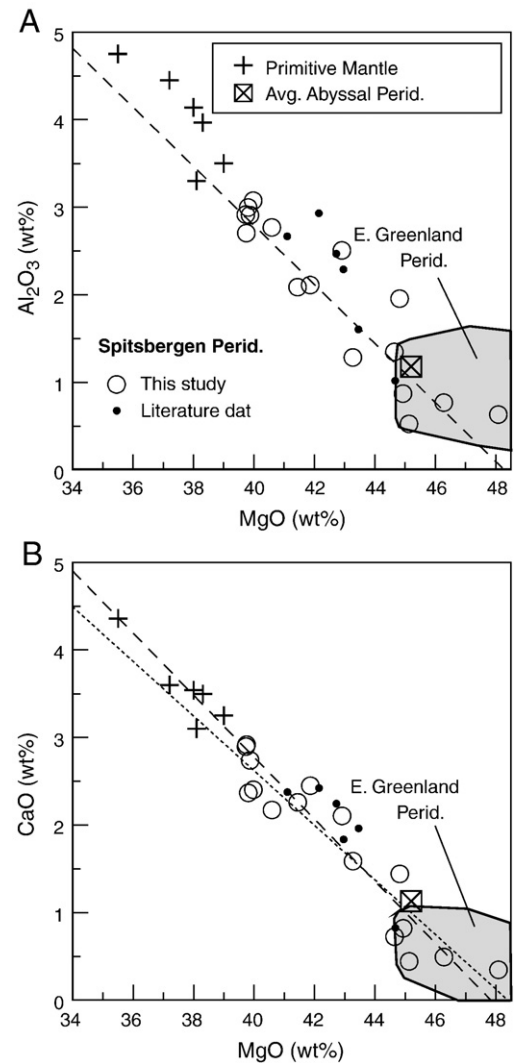 A
5
4
3
2
1
0
Al₂O₃ (wt%)
Primitive Mantle
Avg. Abyssal Perid.
E. Greenland
Perid.
Spitsbergen Perid.
This study
Literature dat
34 36 38 40 42 44 46 48
MgO (wt%)
B
5
4
3
2
1
0
CaO (wt%)
E. Greenland
Perid.
34 36 38 40 42 44 46 48
MgO (wt%)